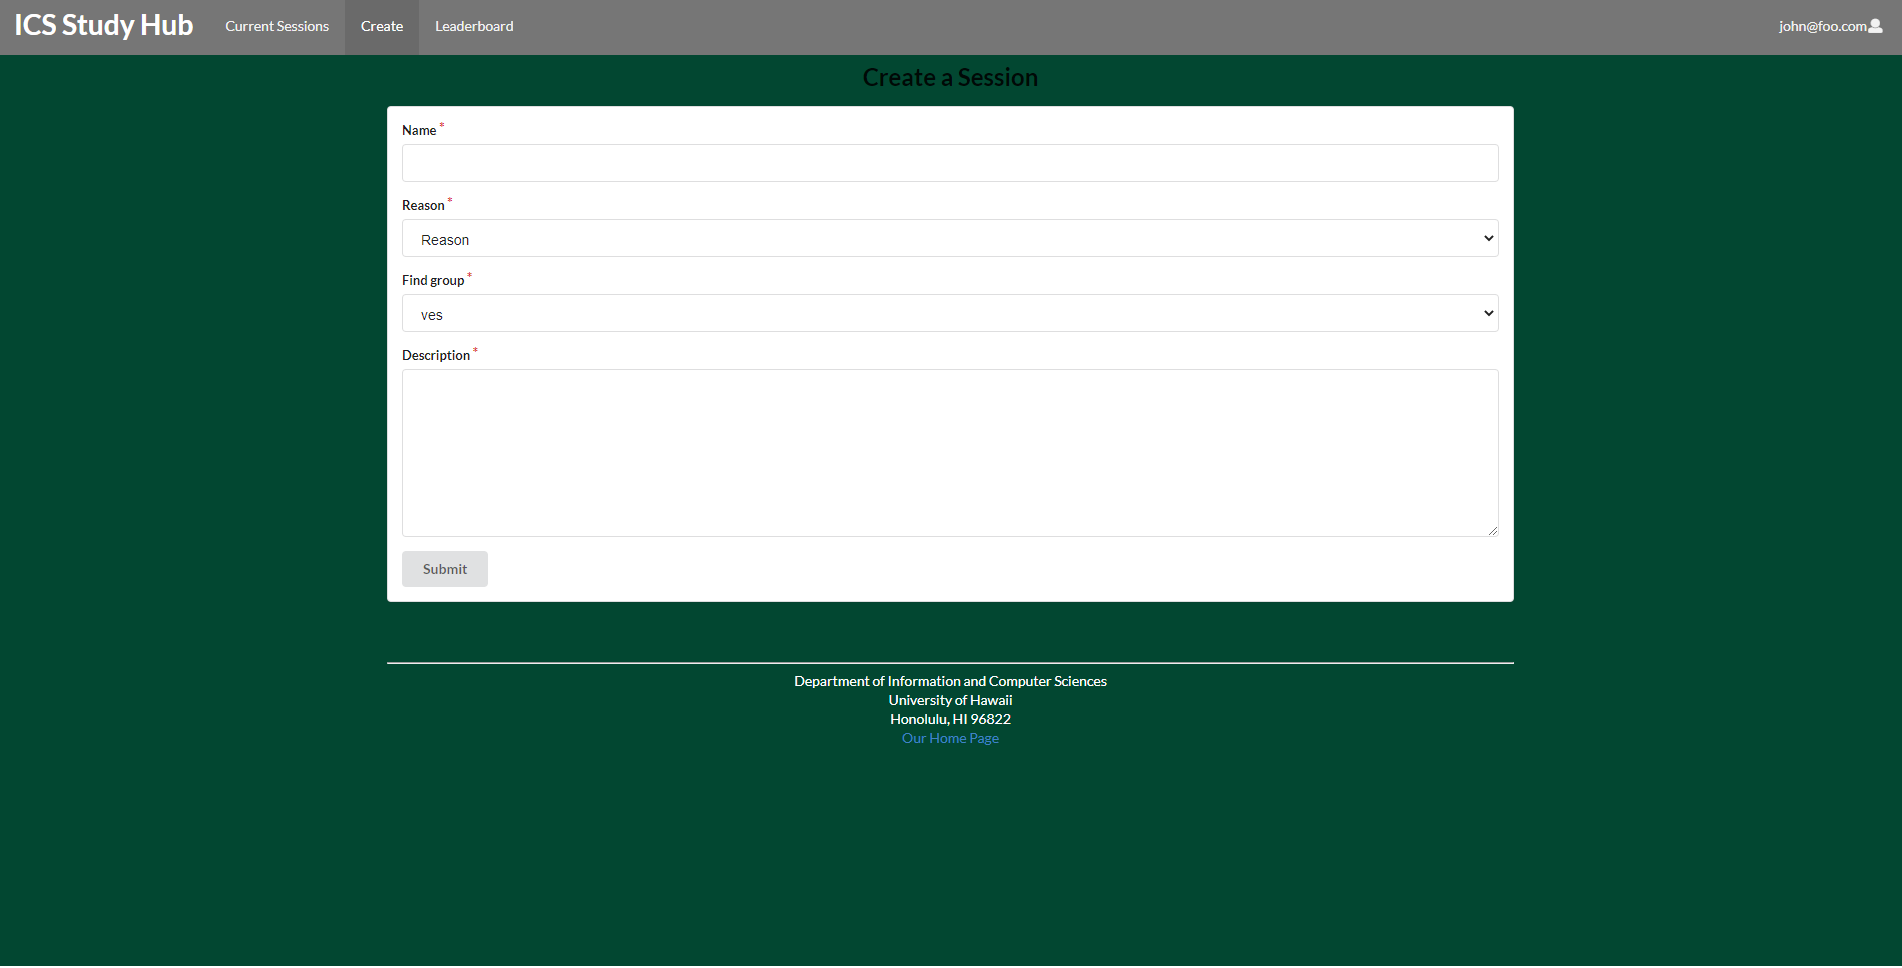 ICS Study Hub Current Sessions Create Leaderboard john@foo.com
Create a Session
Name *
Reason *
Reason
Find group *
ves
Description *
Submit
Department of Information and Computer Sciences
University of Hawaii
Honolulu, HI 96822
Our Home Page